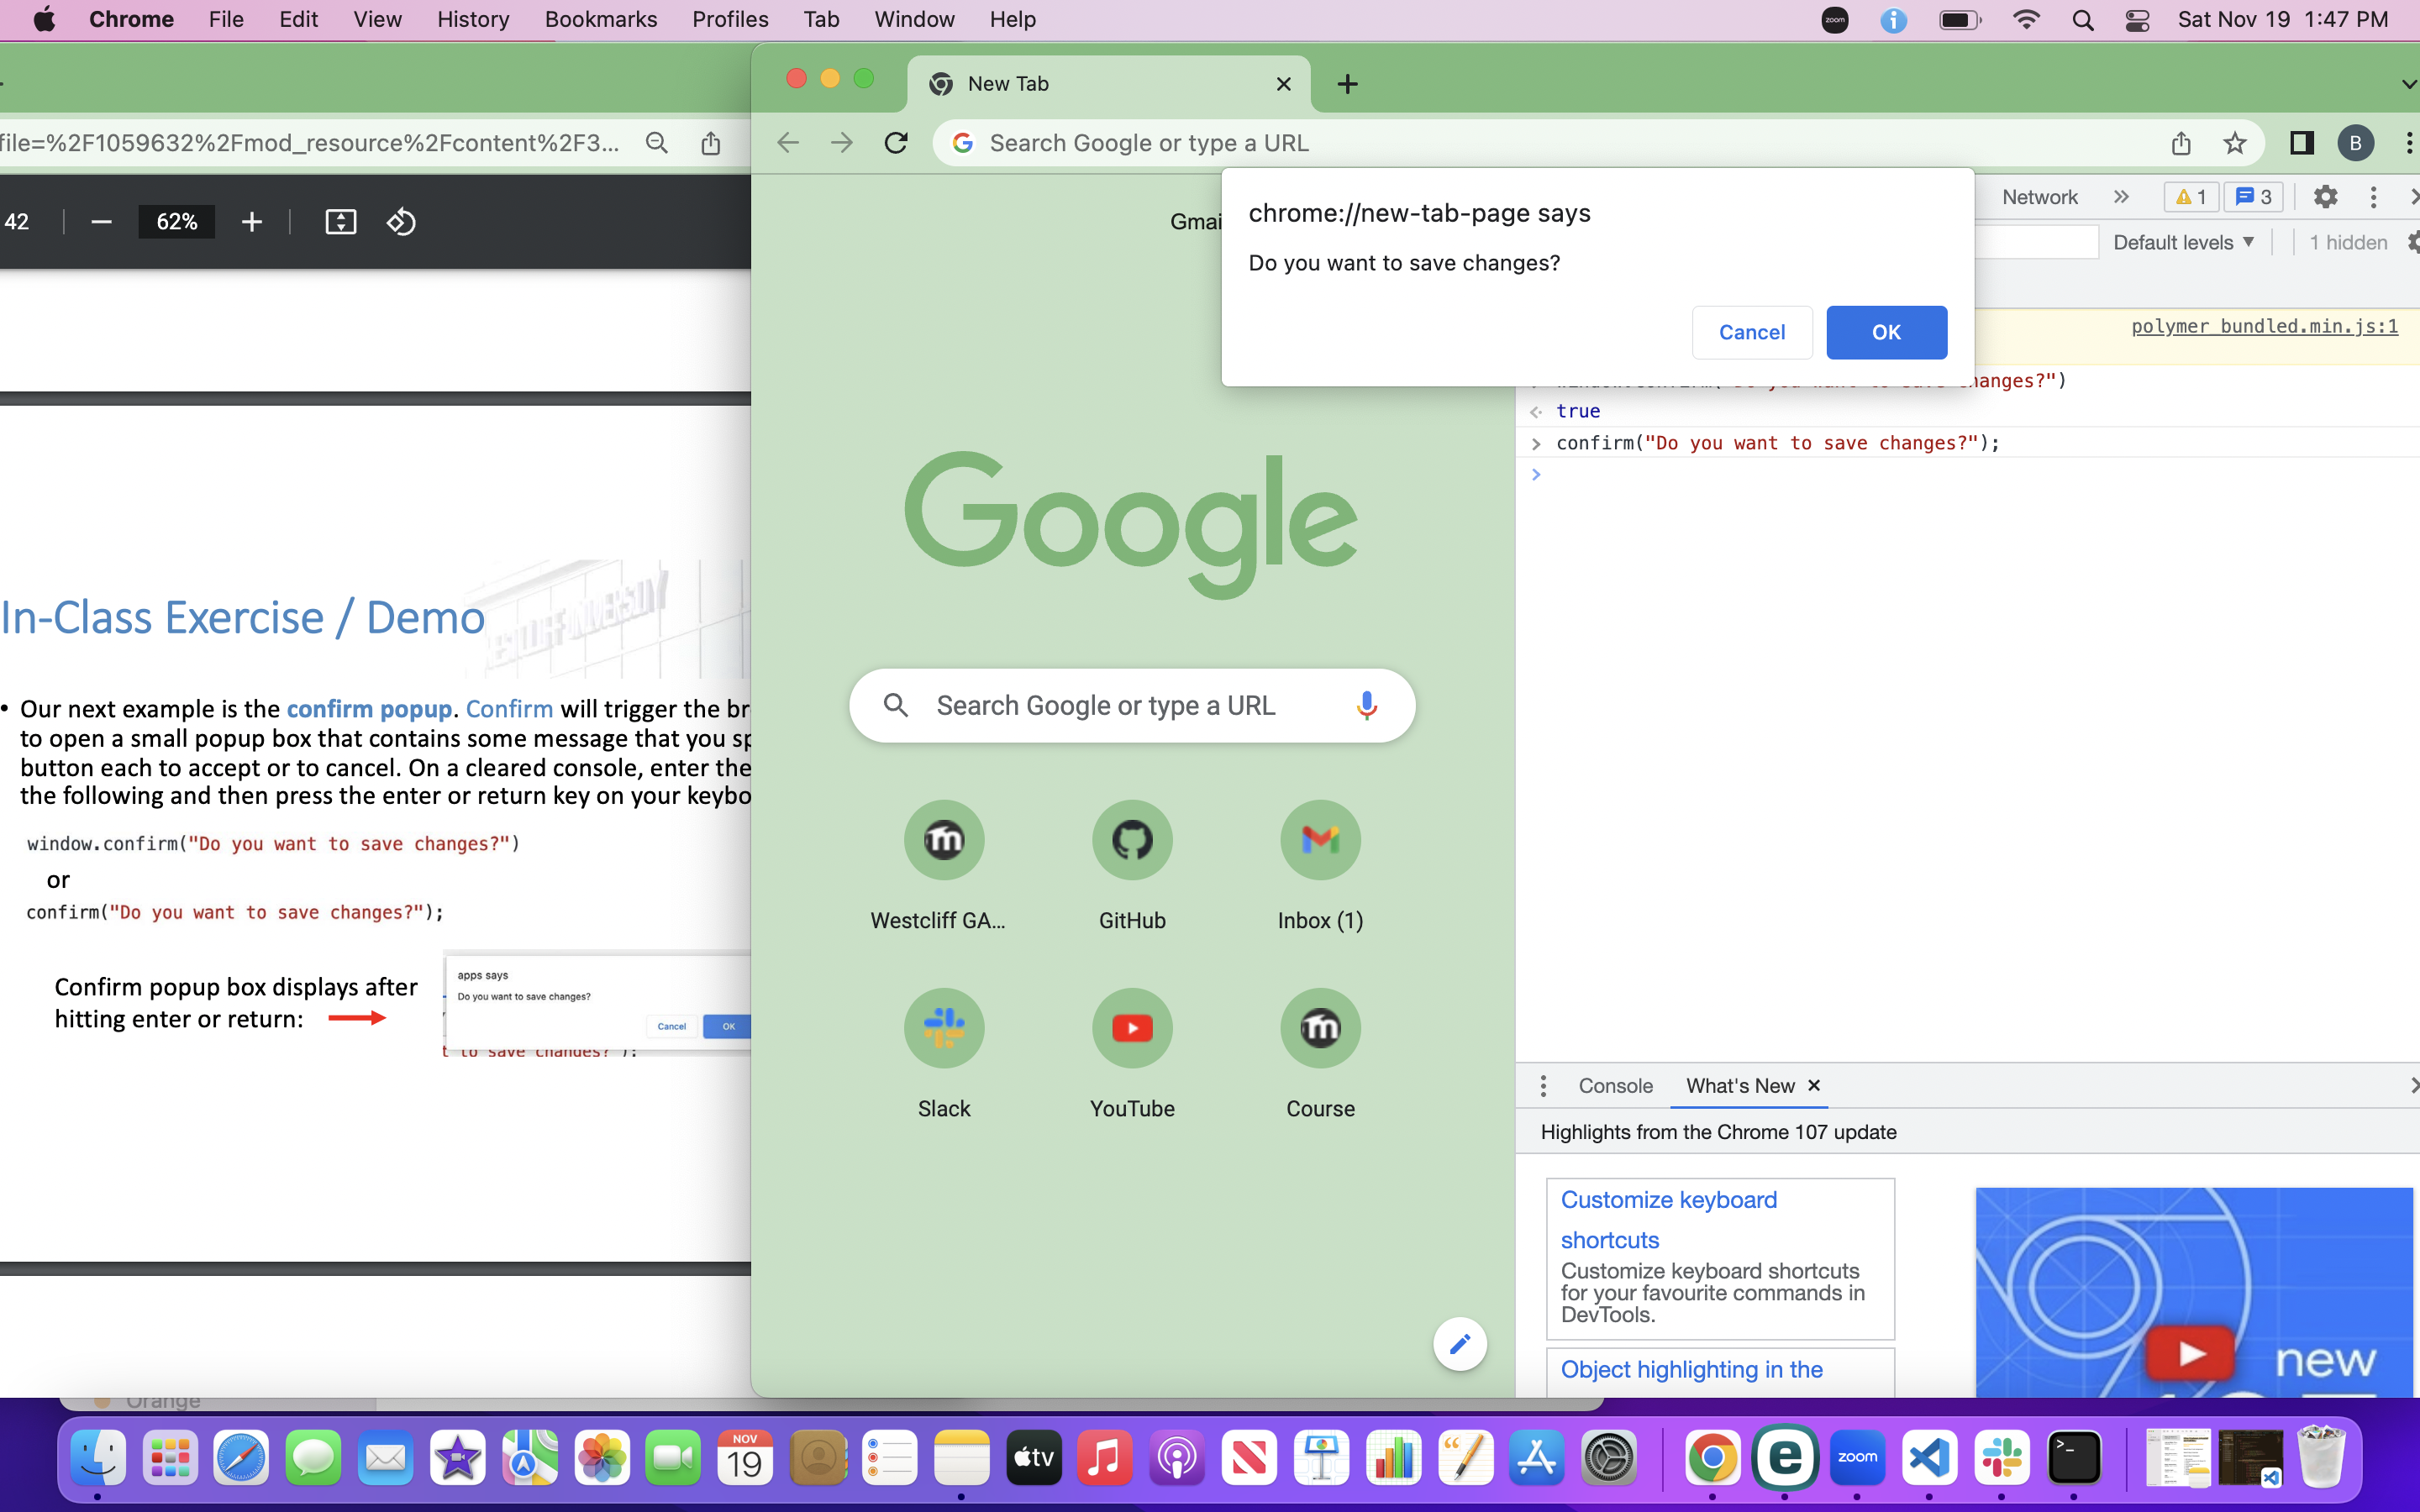 Chrome File Edit View History Bookmarks Profiles Tab Window Help
zoom Sat Nov 19 1:47 PM
file=%2F1059632%2Fmod_resource%2Fcontent%2F3...
42 62%
In-Class Exercise / Demo
• Our next example is the confirm popup. Confirm will trigger the br
to open a small popup box that contains some message that you sp
button each to accept or to cancel. On a cleared console, enter the
the following and then press the enter or return key on your keybo
window.confirm("Do you want to save changes?")
or
confirm("Do you want to save changes?");
Confirm popup box displays after
hitting enter or return:
apps says
Do you want to save changes?
Cancel OK
t to save changes? );
New Tab
Search Google or type a URL
B
Gmai
chrome://new-tab-page says
Do you want to save changes?
Cancel OK
Google
Search Google or type a URL
Westcliff GA... GitHub Inbox (1)
Slack YouTube Course
Network 1 3
Default levels ▼ 1 hidden
polymer_bundled.min.js:1
changes?")
true
confirm("Do you want to save changes?");
Console What's New
Highlights from the Chrome 107 update
Customize keyboard
shortcuts
Customize keyboard shortcuts
for your favourite commands in
DevTools.
Object highlighting in the
new
Orange
NOV
19
tv
zoom